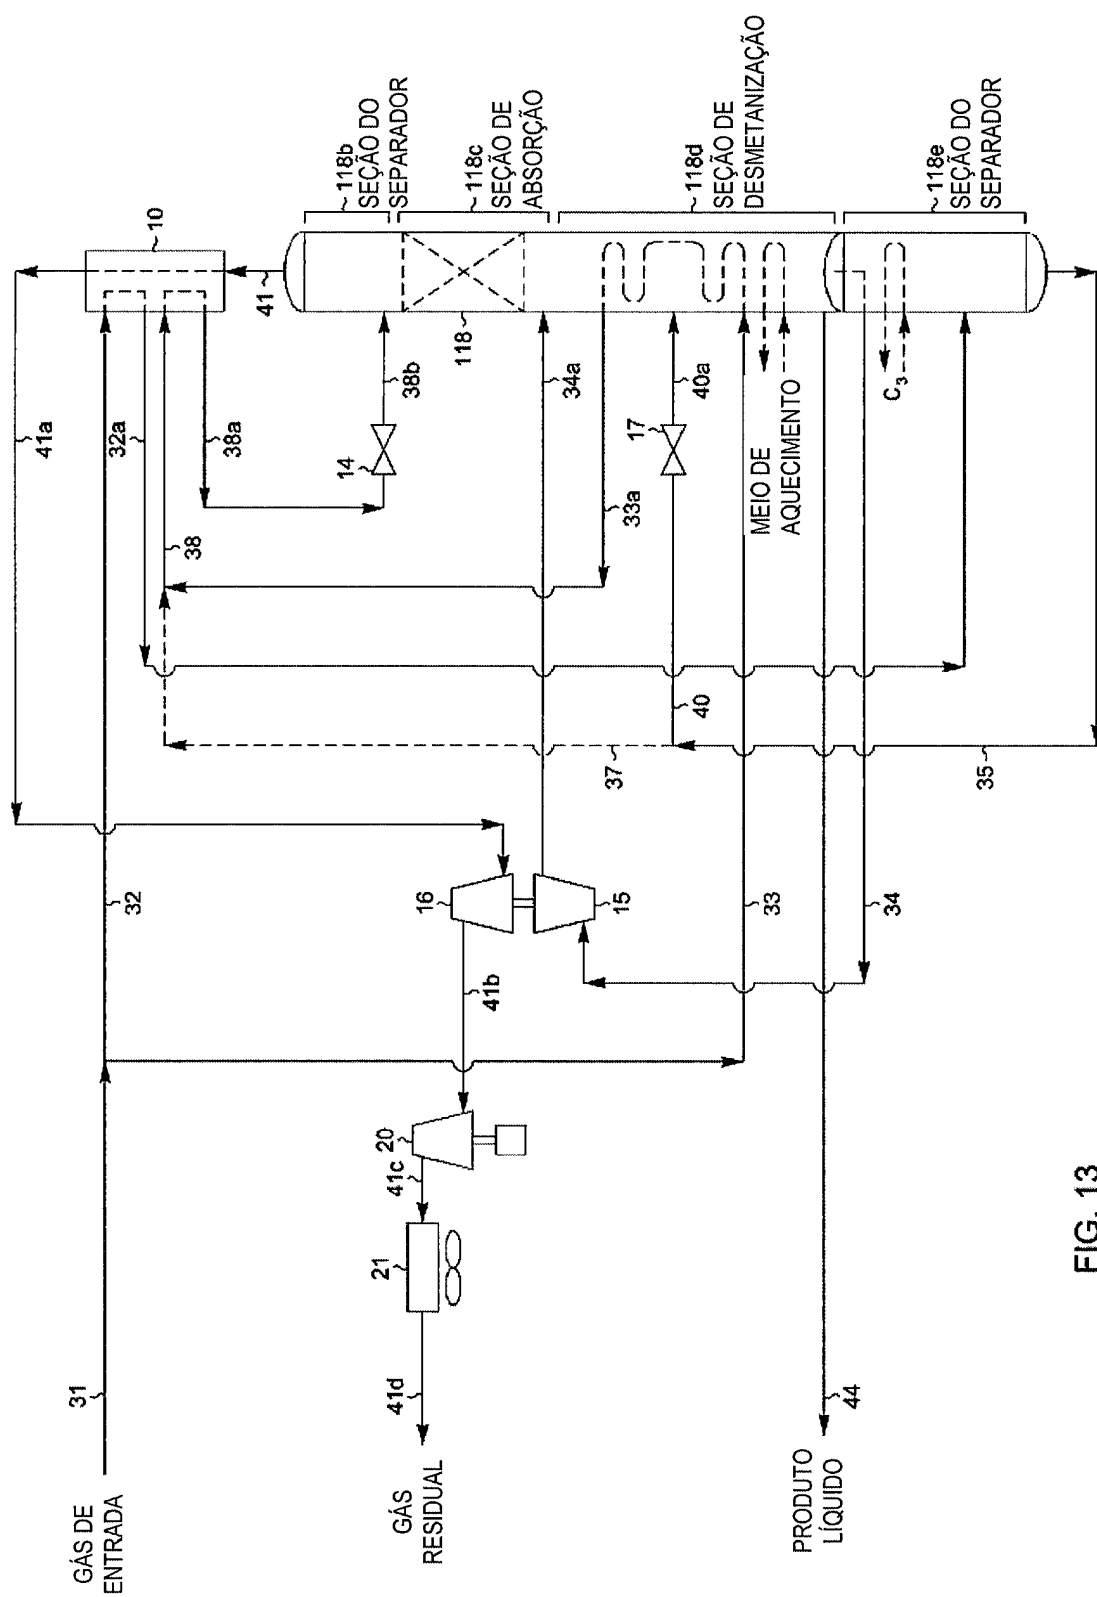 GÁS DE
ENTRADA
31
32
33
41a
32a
38
38a
10
41
14
38b
118
118b
SEÇÃO DO
SEPARADOR
118c
SEÇÃO DE
ABSORÇÃO
118d
SEÇÃO DE
DESMETANIZAÇÃO
118e
SEÇÃO DO
SEPARADOR
34a
33a
17
40a
40
37
MEIO DE
AQUECIMENTO
C3
35
34
16
15
41b
20
41c
21
41d
GÁS
RESIDUAL
44
PRODUTO
LÍQUIDO
FIG. 13